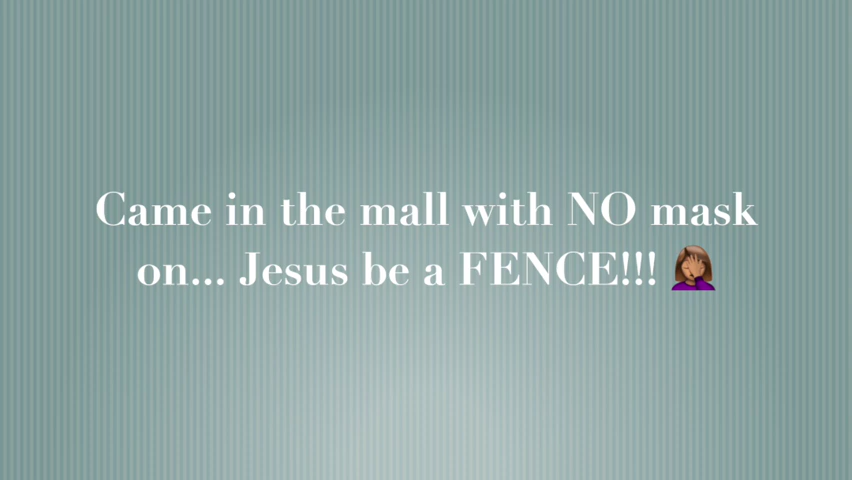 Came in the mall with NO mask
on... Jesus be a FENCE!!! 🤦🏽‍♀️